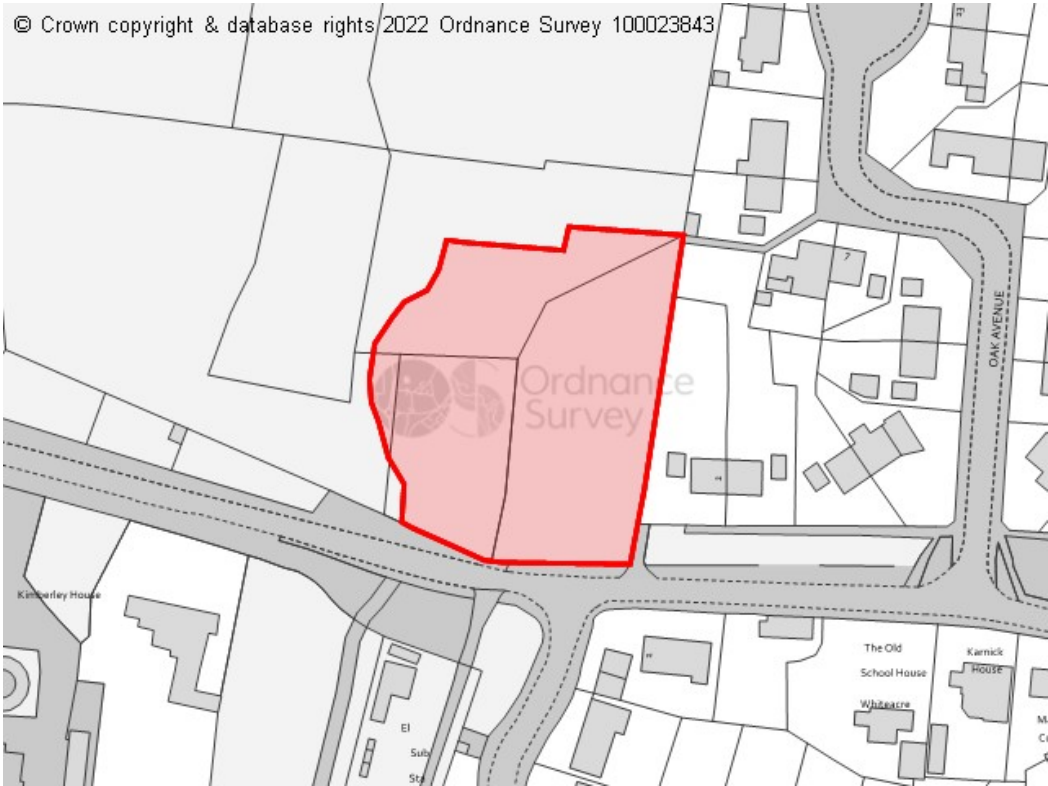 © Crown copyright & database rights 2022 Ordnance Survey 100023843
7
OAK AVENUE
Ordnance
Survey
Kimberley House
El
Sub
Sta
The Old
School House
Whiteacre
Karnick
House